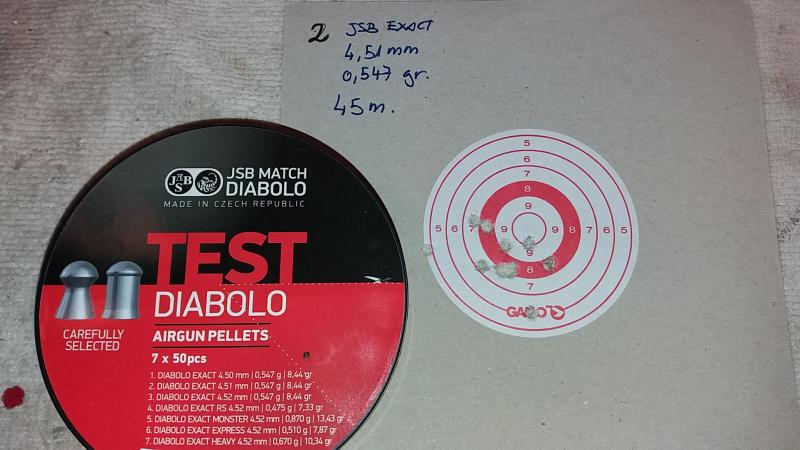 2 JSB EXACT
4,51 mm
0,547 gr.
45 m.
JSB
JSB MATCH
DIABOLO
MADE IN CZECH REPUBLIC
TEST
DIABOLO
AIRGUN PELLETS
7 x 50pcs
CAREFULLY
SELECTED
1. DIABOLO EXACT 4.50 mm | 0,547 g | 8,44 gr
2. DIABOLO EXACT 4.51 mm | 0,547 g | 8,44 gr
3. DIABOLO EXACT 4.52 mm | 0,547 g | 8,44 gr
4. DIABOLO EXACT RS 4.52 mm | 0,475 g | 7,33 gr
5. DIABOLO EXACT MONSTER 4.52 mm | 0,870 g | 13,43 gr
6. DIABOLO EXACT EXPRESS 4.52 mm | 0,510 g | 7,87 gr
7. DIABOLO EXACT HEAVY 4.52 mm | 0,670 g | 10,34 gr
5
6
7
8
9
5 6 7 9 9 8 7 6 5
9
8
7
GAMO